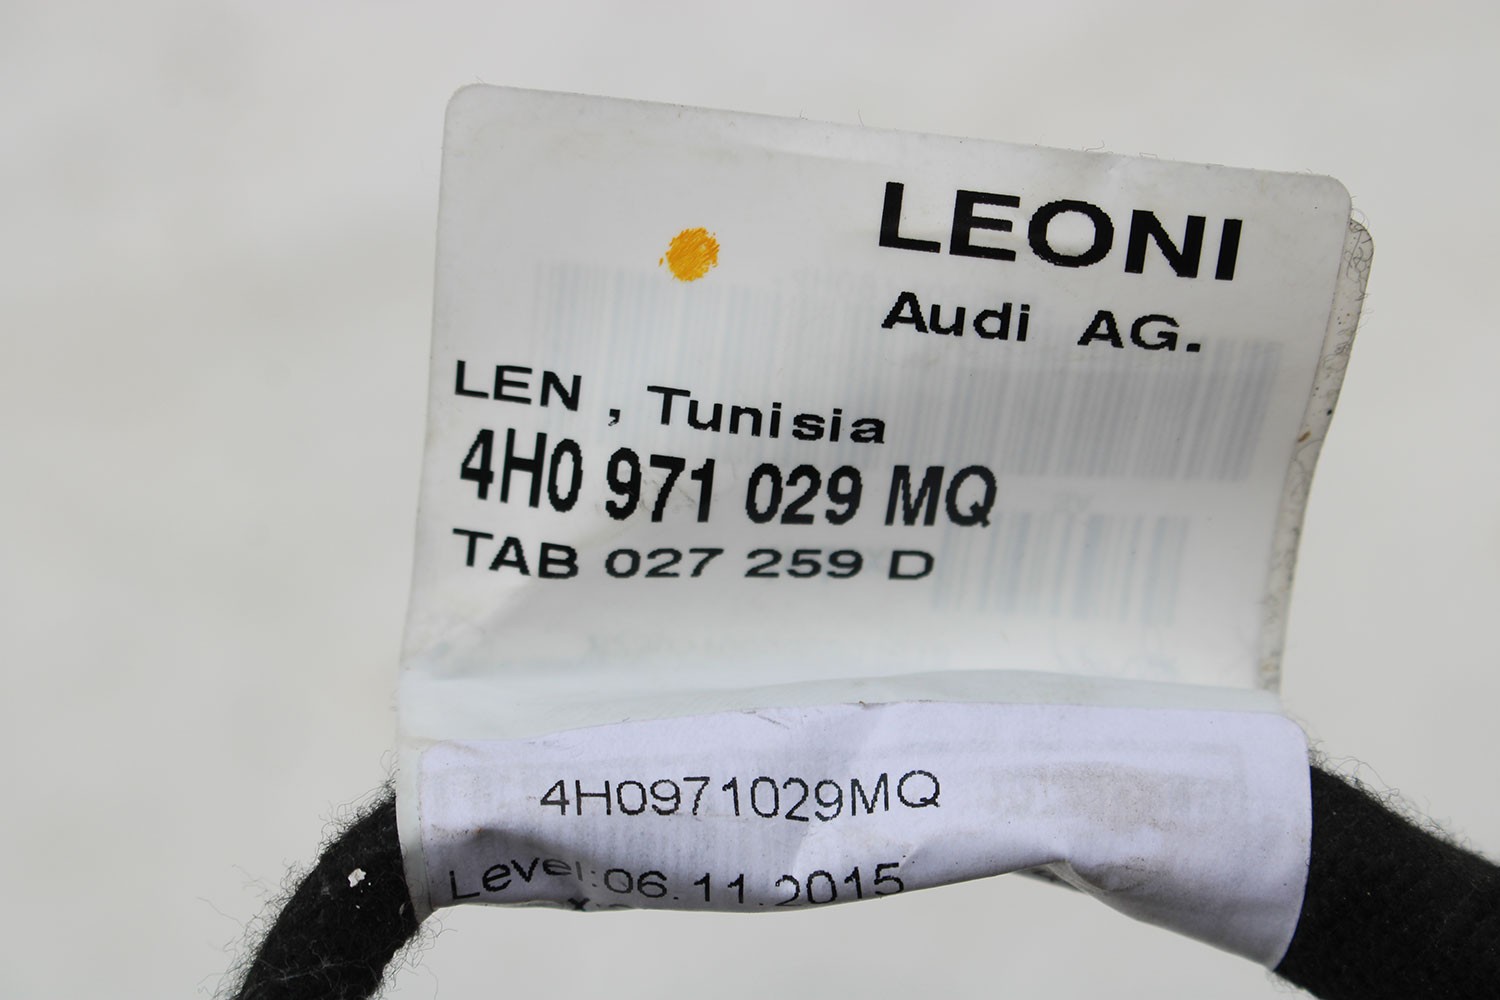 LEONI
Audi AG.
LEN , Tunisia
4H0 971 029 MQ
TAB 027 259 D
4H0971029MQ
Level:06.11.2015